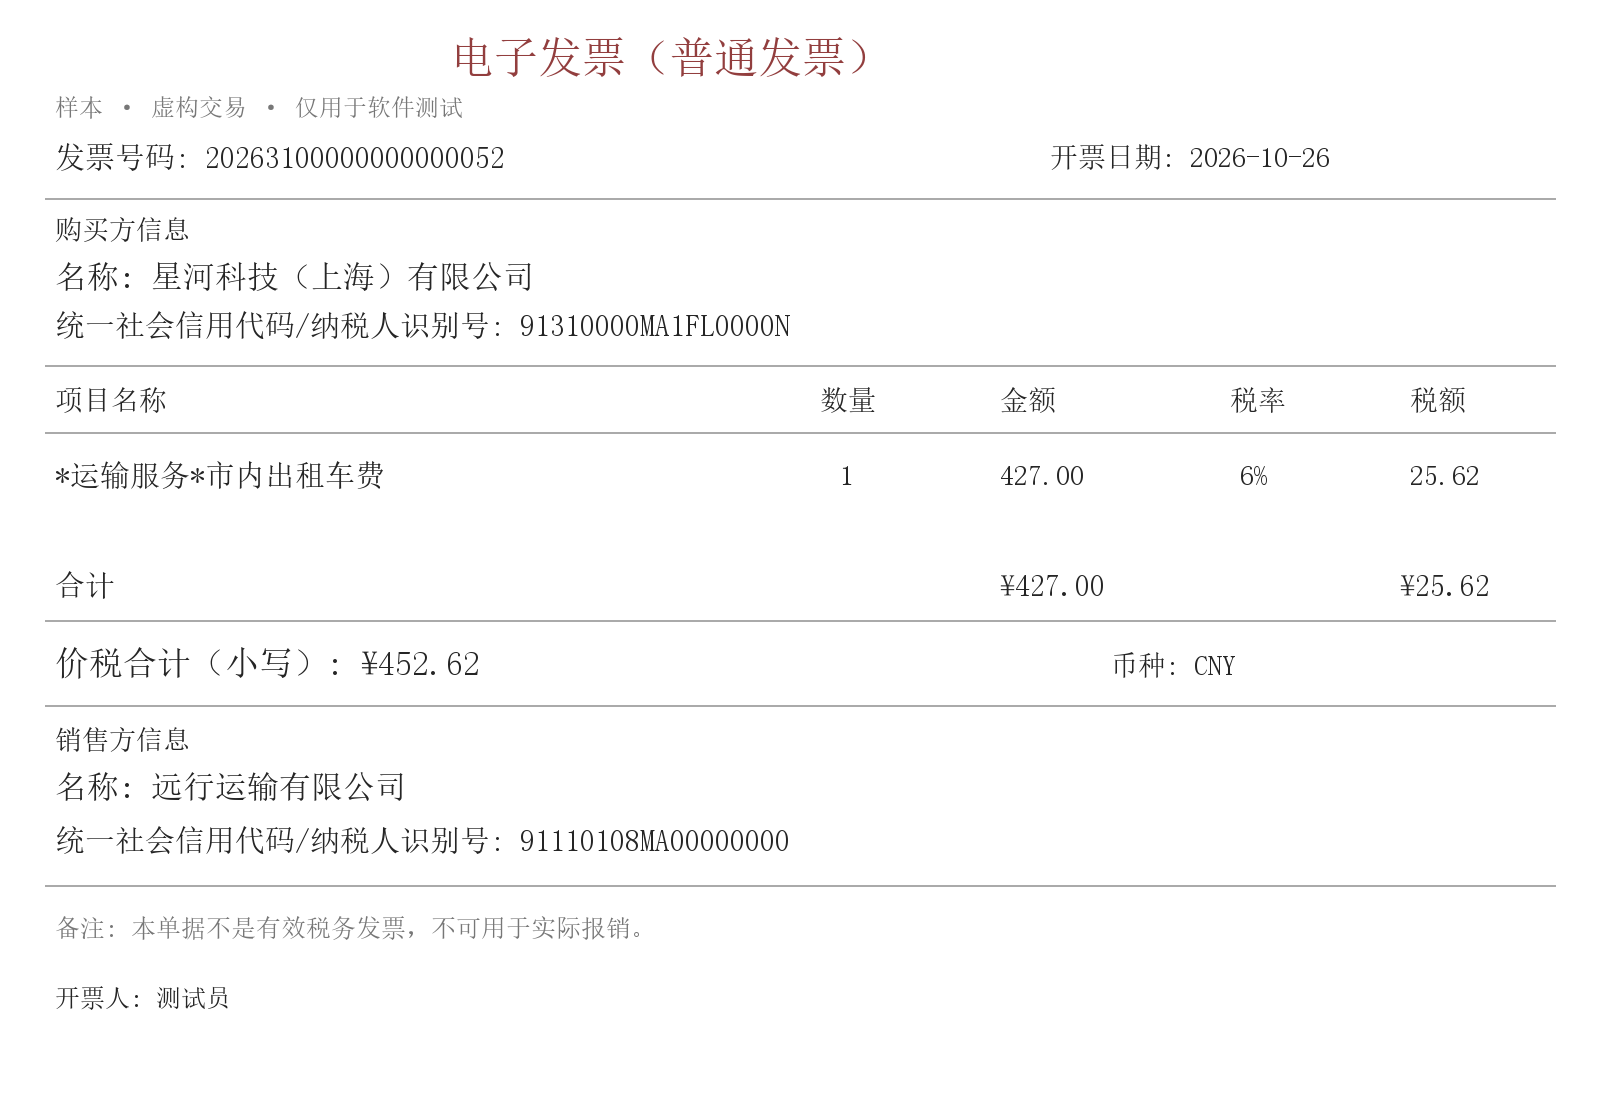 电子发票（普通发票）
样本 • 虚构交易 • 仅用于软件测试
发票号码: 20263100000000000052 开票日期: 2026-10-26
购买方信息
名称: 星河科技（上海）有限公司
统一社会信用代码/纳税人识别号: 91310000MA1FL0000N
项目名称 数量 金额 税率 税额
*运输服务*市内出租车费 1 427.00 6% 25.62
合计 ¥427.00 ¥25.62
价税合计（小写）: ¥452.62 币种: CNY
销售方信息
名称: 远行运输有限公司
统一社会信用代码/纳税人识别号: 91110108MA00000000
备注: 本单据不是有效税务发票，不可用于实际报销。
开票人: 测试员